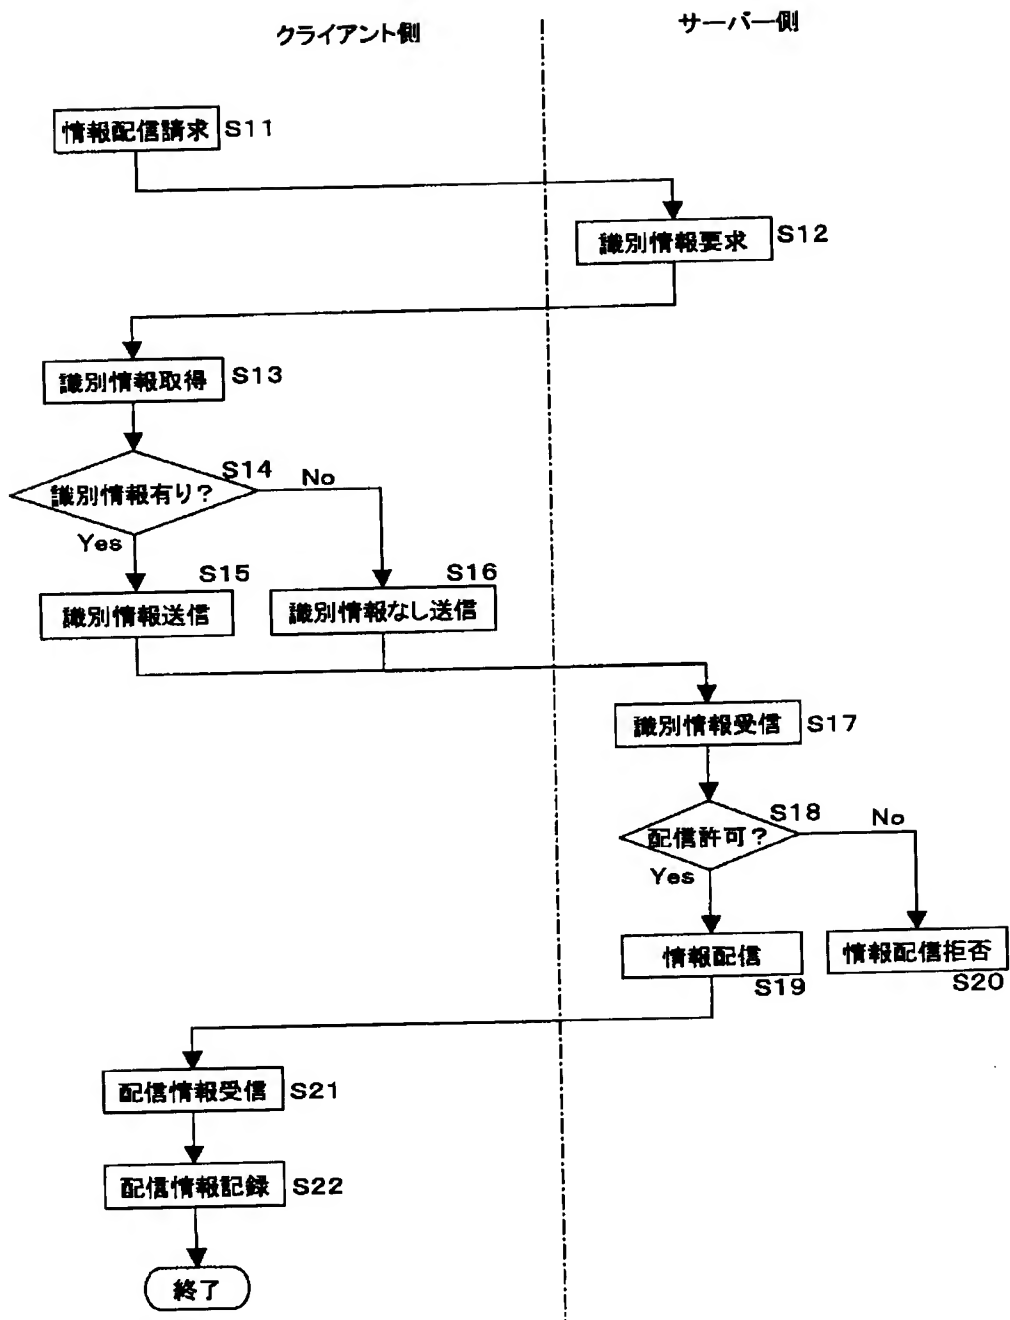 クライアント側
サーバー側
情報配信請求 S11
識別情報要求 S12
識別情報取得 S13
S14
No
識別情報有り？
Yes
S15
S16
識別情報送信
識別情報なし送信
識別情報受信 S17
S18
No
配信許可？
Yes
情報配信
情報配信拒否
S19
S20
配信情報受信 S21
配信情報記録 S22
終了